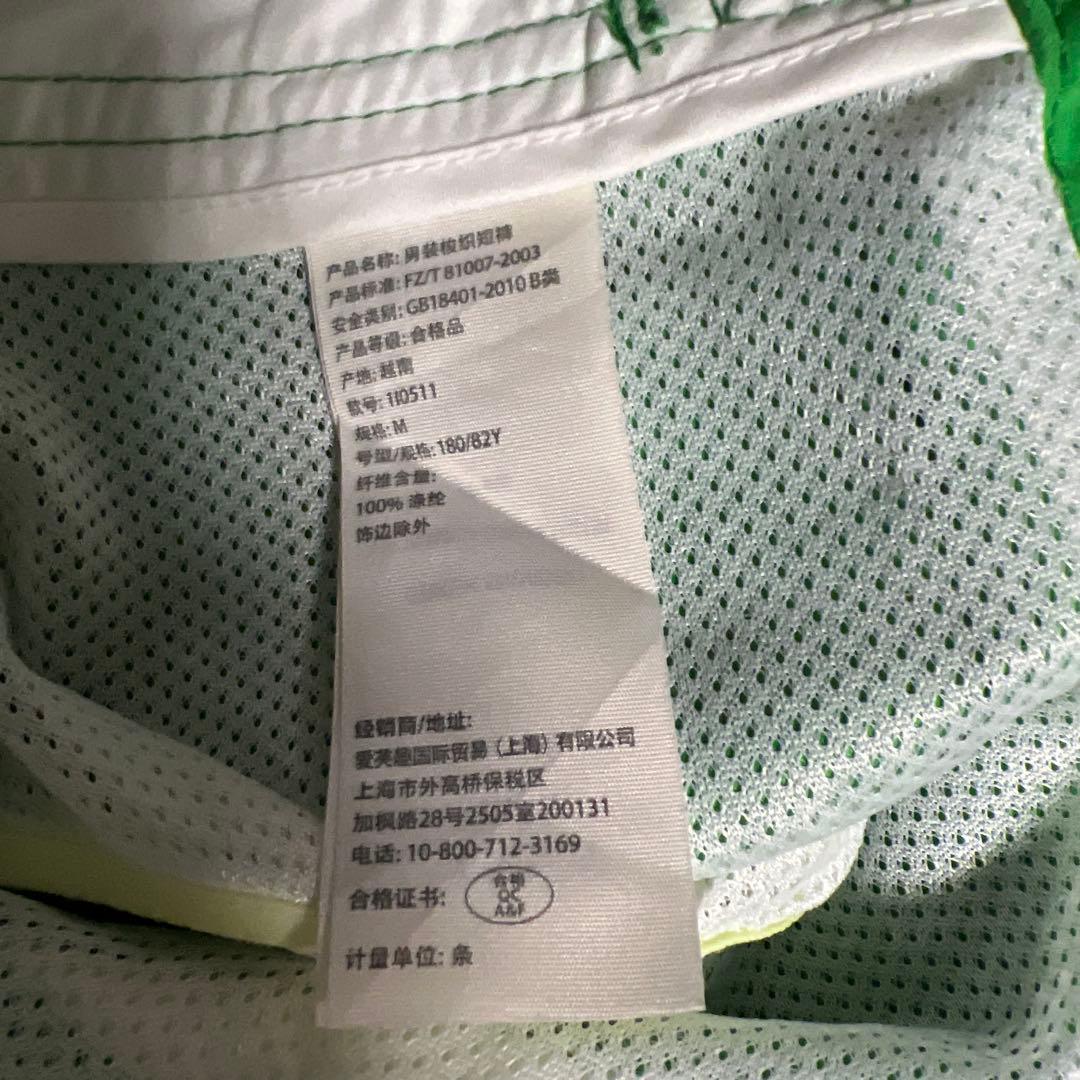 产品名称: 男装梭织短裤
产品标准: FZ/T 81007-2003
安全类别: GB18401-2010 B类
产品等级: 合格品
产地: 越南
款号: 1I0511
规格: M
号型/规格: 180/82Y
纤维含量:
100% 涤纶
饰边除外
经销商/地址:
爱芙趣国际贸易 (上海) 有限公司
上海市外高桥保税区
加枫路28号2505室200131
电话: 10-800-712-3169
合格证书:
合格
QC
A&F
计量单位: 条